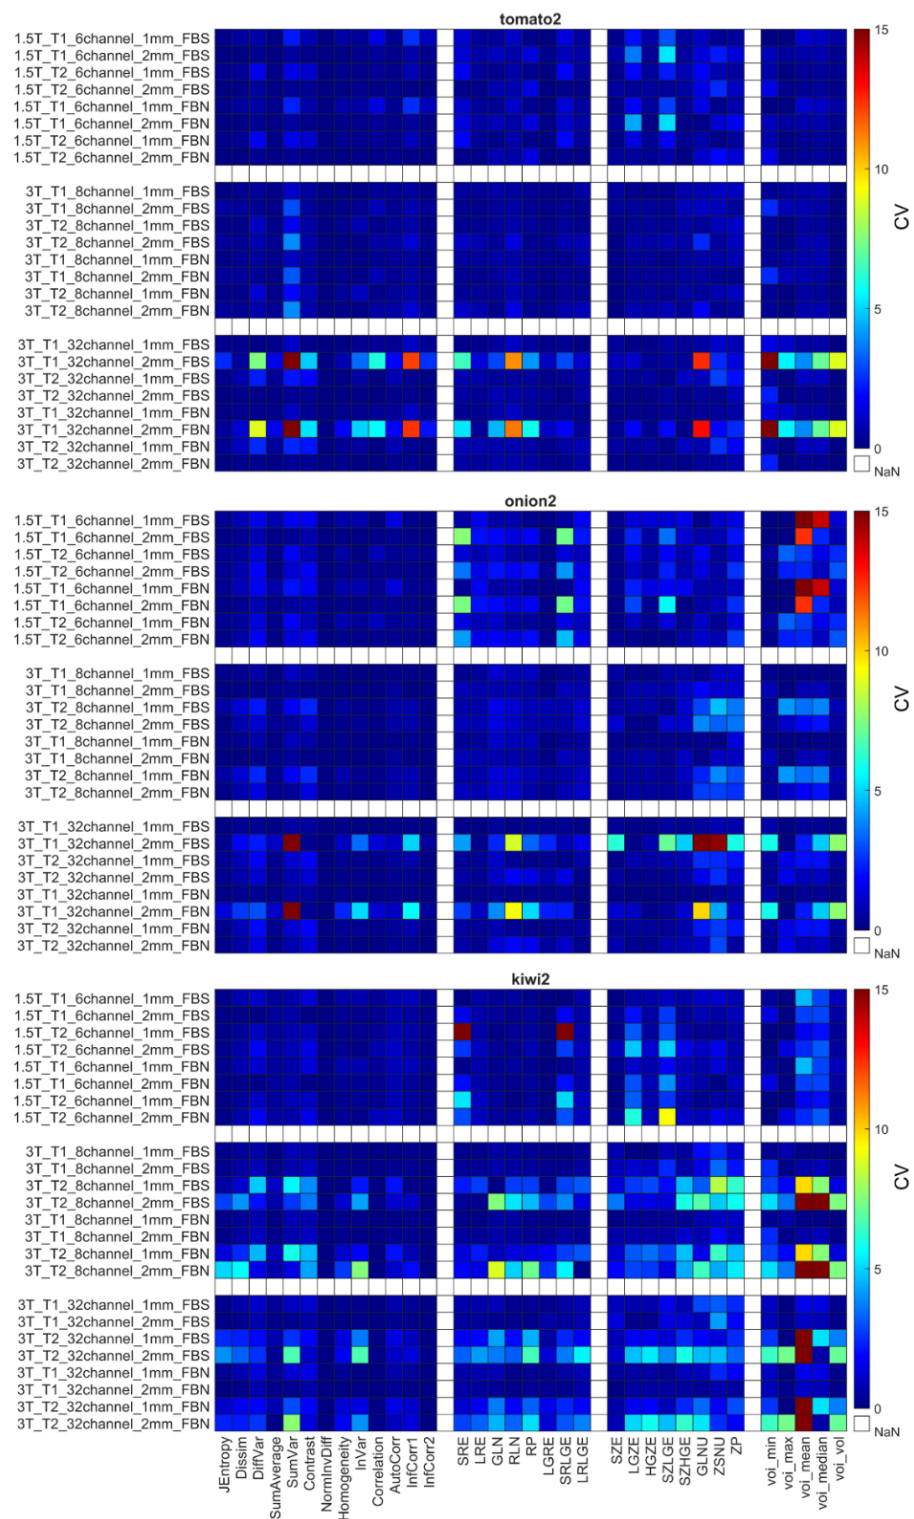 tomato2
1.5T_T1_6channel_1mm_FBS
1.5T_T1_6channel_2mm_FBS
1.5T_T2_6channel_1mm_FBS
1.5T_T2_6channel_2mm_FBS
1.5T_T1_6channel_1mm_FBN
1.5T_T1_6channel_2mm_FBN
1.5T_T2_6channel_1mm_FBN
1.5T_T2_6channel_2mm_FBN
3T_T1_8channel_1mm_FBS
3T_T1_8channel_2mm_FBS
3T_T2_8channel_1mm_FBS
3T_T2_8channel_2mm_FBS
3T_T1_8channel_1mm_FBN
3T_T1_8channel_2mm_FBN
3T_T2_8channel_1mm_FBN
3T_T2_8channel_2mm_FBN
3T_T1_32channel_1mm_FBS
3T_T1_32channel_2mm_FBS
3T_T2_32channel_1mm_FBS
3T_T2_32channel_2mm_FBS
3T_T1_32channel_1mm_FBN
3T_T1_32channel_2mm_FBN
3T_T2_32channel_1mm_FBN
3T_T2_32channel_2mm_FBN
15
10
5
0
CV
NaN
onion2
1.5T_T1_6channel_1mm_FBS
1.5T_T1_6channel_2mm_FBS
1.5T_T2_6channel_1mm_FBS
1.5T_T2_6channel_2mm_FBS
1.5T_T1_6channel_1mm_FBN
1.5T_T1_6channel_2mm_FBN
1.5T_T2_6channel_1mm_FBN
1.5T_T2_6channel_2mm_FBN
3T_T1_8channel_1mm_FBS
3T_T1_8channel_2mm_FBS
3T_T2_8channel_1mm_FBS
3T_T2_8channel_2mm_FBS
3T_T1_8channel_1mm_FBN
3T_T1_8channel_2mm_FBN
3T_T2_8channel_1mm_FBN
3T_T2_8channel_2mm_FBN
3T_T1_32channel_1mm_FBS
3T_T1_32channel_2mm_FBS
3T_T2_32channel_1mm_FBS
3T_T2_32channel_2mm_FBS
3T_T1_32channel_1mm_FBN
3T_T1_32channel_2mm_FBN
3T_T2_32channel_1mm_FBN
3T_T2_32channel_2mm_FBN
15
10
5
0
CV
NaN
kiwi2
1.5T_T1_6channel_1mm_FBS
1.5T_T1_6channel_2mm_FBS
1.5T_T2_6channel_1mm_FBS
1.5T_T2_6channel_2mm_FBS
1.5T_T1_6channel_1mm_FBN
1.5T_T1_6channel_2mm_FBN
1.5T_T2_6channel_1mm_FBN
1.5T_T2_6channel_2mm_FBN
3T_T1_8channel_1mm_FBS
3T_T1_8channel_2mm_FBS
3T_T2_8channel_1mm_FBS
3T_T2_8channel_2mm_FBS
3T_T1_8channel_1mm_FBN
3T_T1_8channel_2mm_FBN
3T_T2_8channel_1mm_FBN
3T_T2_8channel_2mm_FBN
3T_T1_32channel_1mm_FBS
3T_T1_32channel_2mm_FBS
3T_T2_32channel_1mm_FBS
3T_T2_32channel_2mm_FBS
3T_T1_32channel_1mm_FBN
3T_T1_32channel_2mm_FBN
3T_T2_32channel_1mm_FBN
3T_T2_32channel_2mm_FBN
15
10
5
0
CV
NaN
JEntropy
Dissim
DiffVar
SumAverage
SumVar
Contrast
NormInvDiff
Homogeneity
InVar
Correlation
AutoCorr
InfCorr1
InfCorr2
SRE
LRE
GLN
RLN
RP
LGRE
SRLGE
LRLGE
SZE
LGZE
HGZE
SZLGE
SZHGE
GLNU
ZSNU
ZP
voi_min
voi_max
voi_mean
voi_median
voi_vol